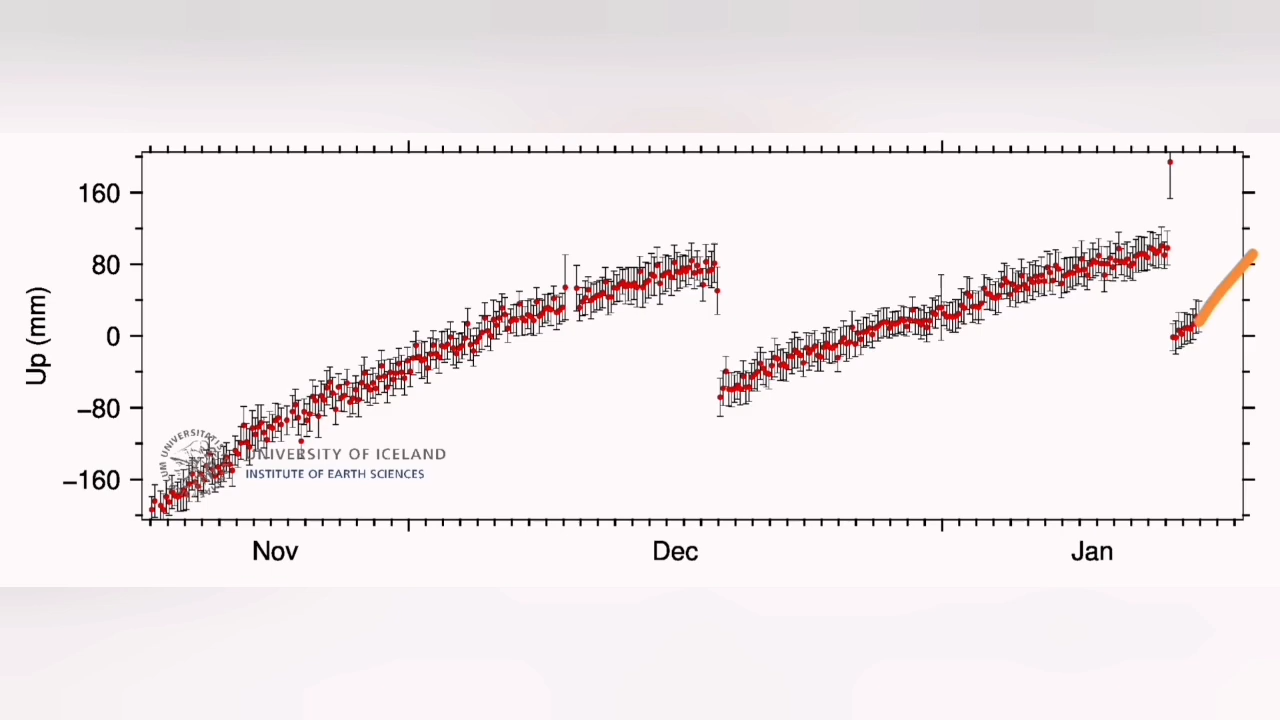 Up (mm)
160
80
0
−80
−160
UNIVERSITY OF ICELAND
INSTITUTE OF EARTH SCIENCES
Nov
Dec
Jan